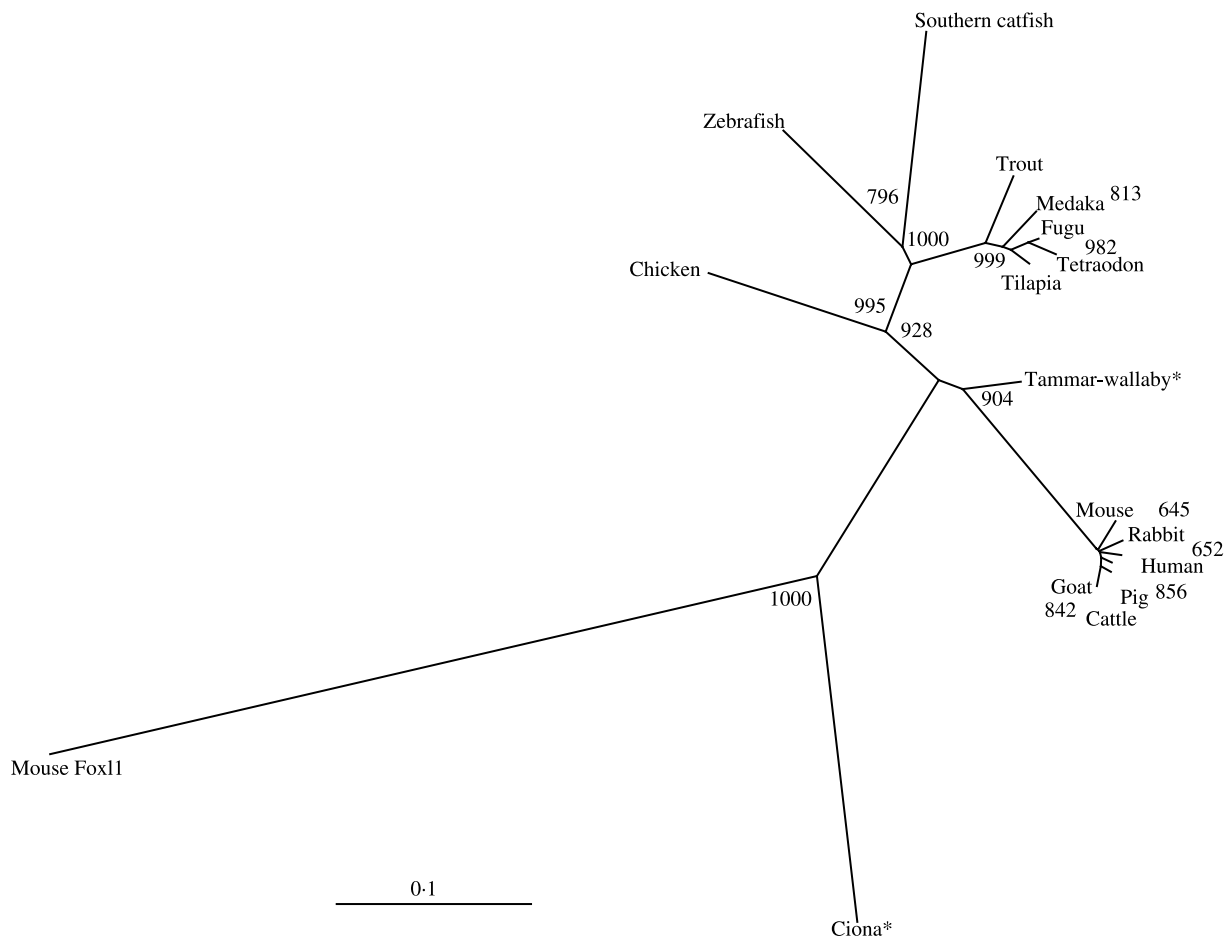 Southern catfish
Zebrafish
Trout
796
Medaka 813
Fugu
1000
982
999
Tetraodon
Chicken
Tilapia
995
928
Tammar-wallaby*
904
Mouse 645
Rabbit
652
Human
Goat
Pig 856
842
Cattle
1000
Mouse Foxl1
0·1
Ciona*